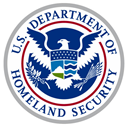 U.S. DEPARTMENT OF
HOMELAND SECURITY